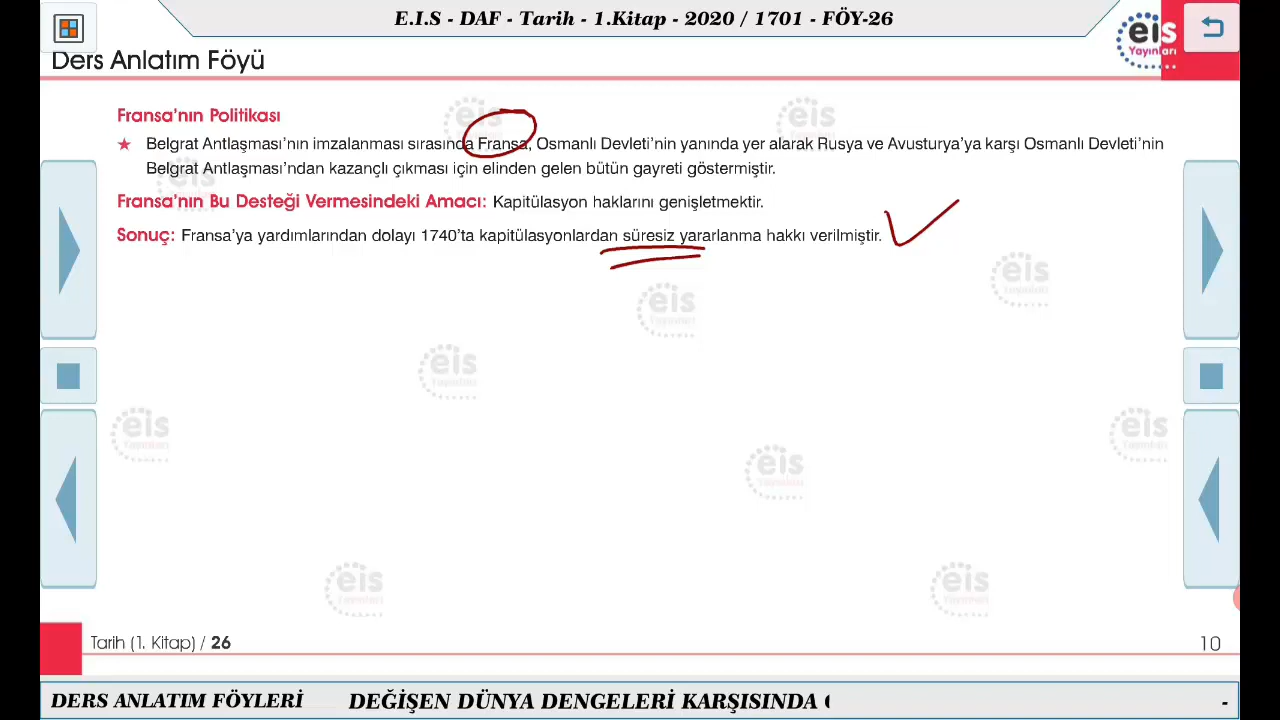 E.I.S - DAF - Tarih - 1.Kitap - 2020 / 1701 - FÖY-26
eis
Yayınları
Ders Anlatım Föyü
Fransa'nın Politikası
★ Belgrat Antlaşması'nın imzalanması sırasında Fransa, Osmanlı Devleti'nin yanında yer alarak Rusya ve Avusturya'ya karşı Osmanlı Devleti'nin
Belgrat Antlaşması'ndan kazançlı çıkması için elinden gelen bütün gayreti göstermiştir.
Fransa'nın Bu Desteği Vermesindeki Amacı: Kapitülasyon haklarını genişletmektir.
Sonuç: Fransa'ya yardımlarından dolayı 1740'ta kapitülasyonlardan süresiz yararlanma hakkı verilmiştir.
Tarih (1. Kitap) / 26
10
DERS ANLATIM FÖYLERİ DEĞİŞEN DÜNYA DENGELERİ KARŞISINDA -